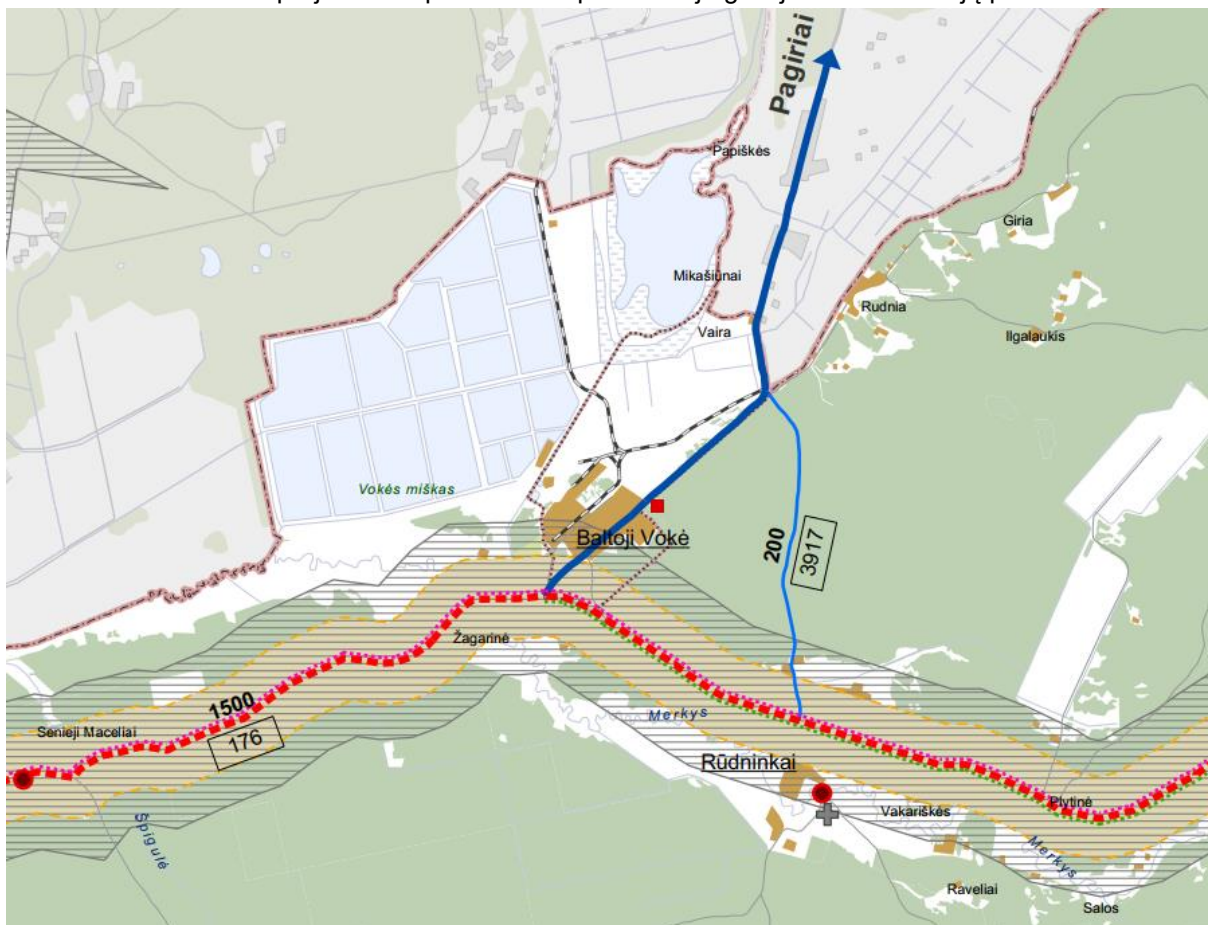 Pagiriai
Papiškės
Giria
Mikašiūnai
Rudnia
Vaira
Ilgalaukis
Vokės miškas
Baltoji Vokė
200
3917
Žagarinė
1500
Merkys
Senieji Maceliai
176
Rūdninkai
Plytinė
Vakariškės
Špigulė
Merkys
Raveliai
Salos